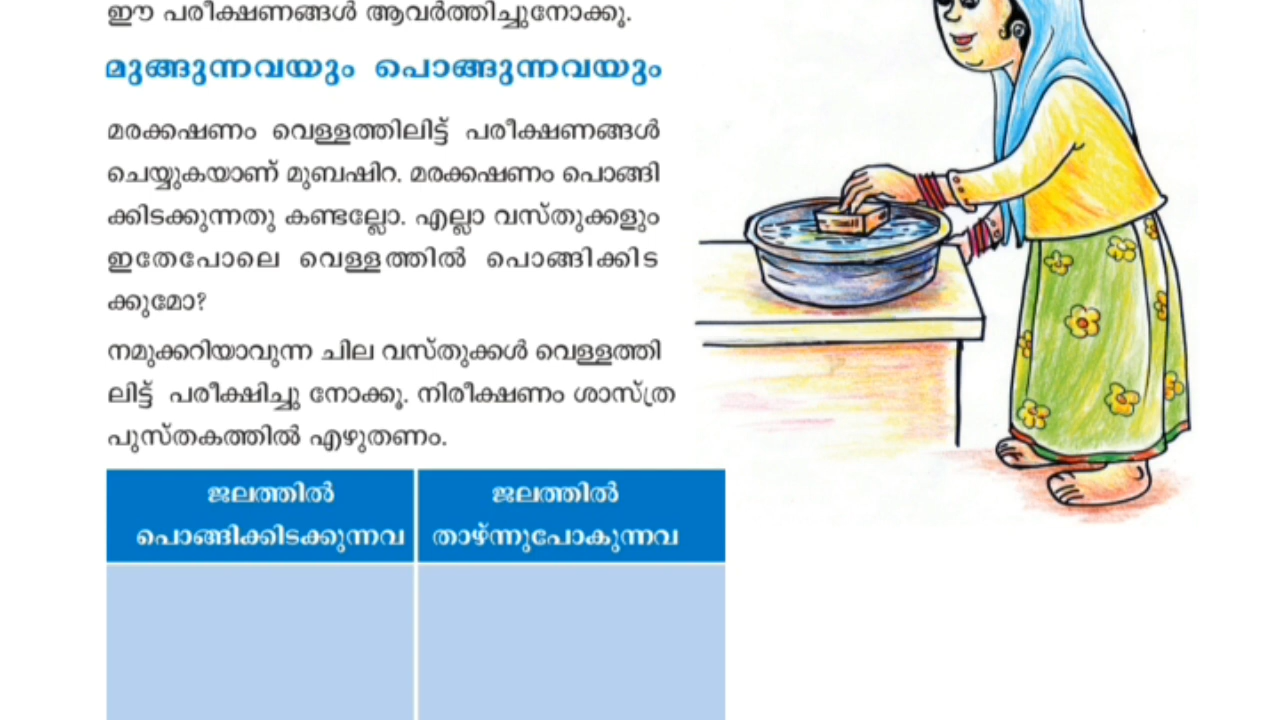 ഈ പരീക്ഷണങ്ങൾ ആവർത്തിച്ചുനോക്കൂ.
മുങ്ങുന്നവയും പൊങ്ങുന്നവയും
മരക്കഷണം വെള്ളത്തിലിട്ട് പരീക്ഷണങ്ങൾ
ചെയ്യുകയാണ് മുബഷിറ. മരക്കഷണം പൊങ്ങി
ക്കിടക്കുന്നതു കണ്ടല്ലോ. എല്ലാ വസ്തുക്കളും
ഇതേപോലെ വെള്ളത്തിൽ പൊങ്ങിക്കിട
ക്കുമോ?
നമുക്കറിയാവുന്ന ചില വസ്തുക്കൾ വെള്ളത്തി
ലിട്ട് പരീക്ഷിച്ചു നോക്കൂ. നിരീക്ഷണം ശാസ്ത്ര
പുസ്തകത്തിൽ എഴുതണം.
ജലത്തിൽ
പൊങ്ങിക്കിടക്കുന്നവ
ജലത്തിൽ
താഴ്ന്നുപോകുന്നവ